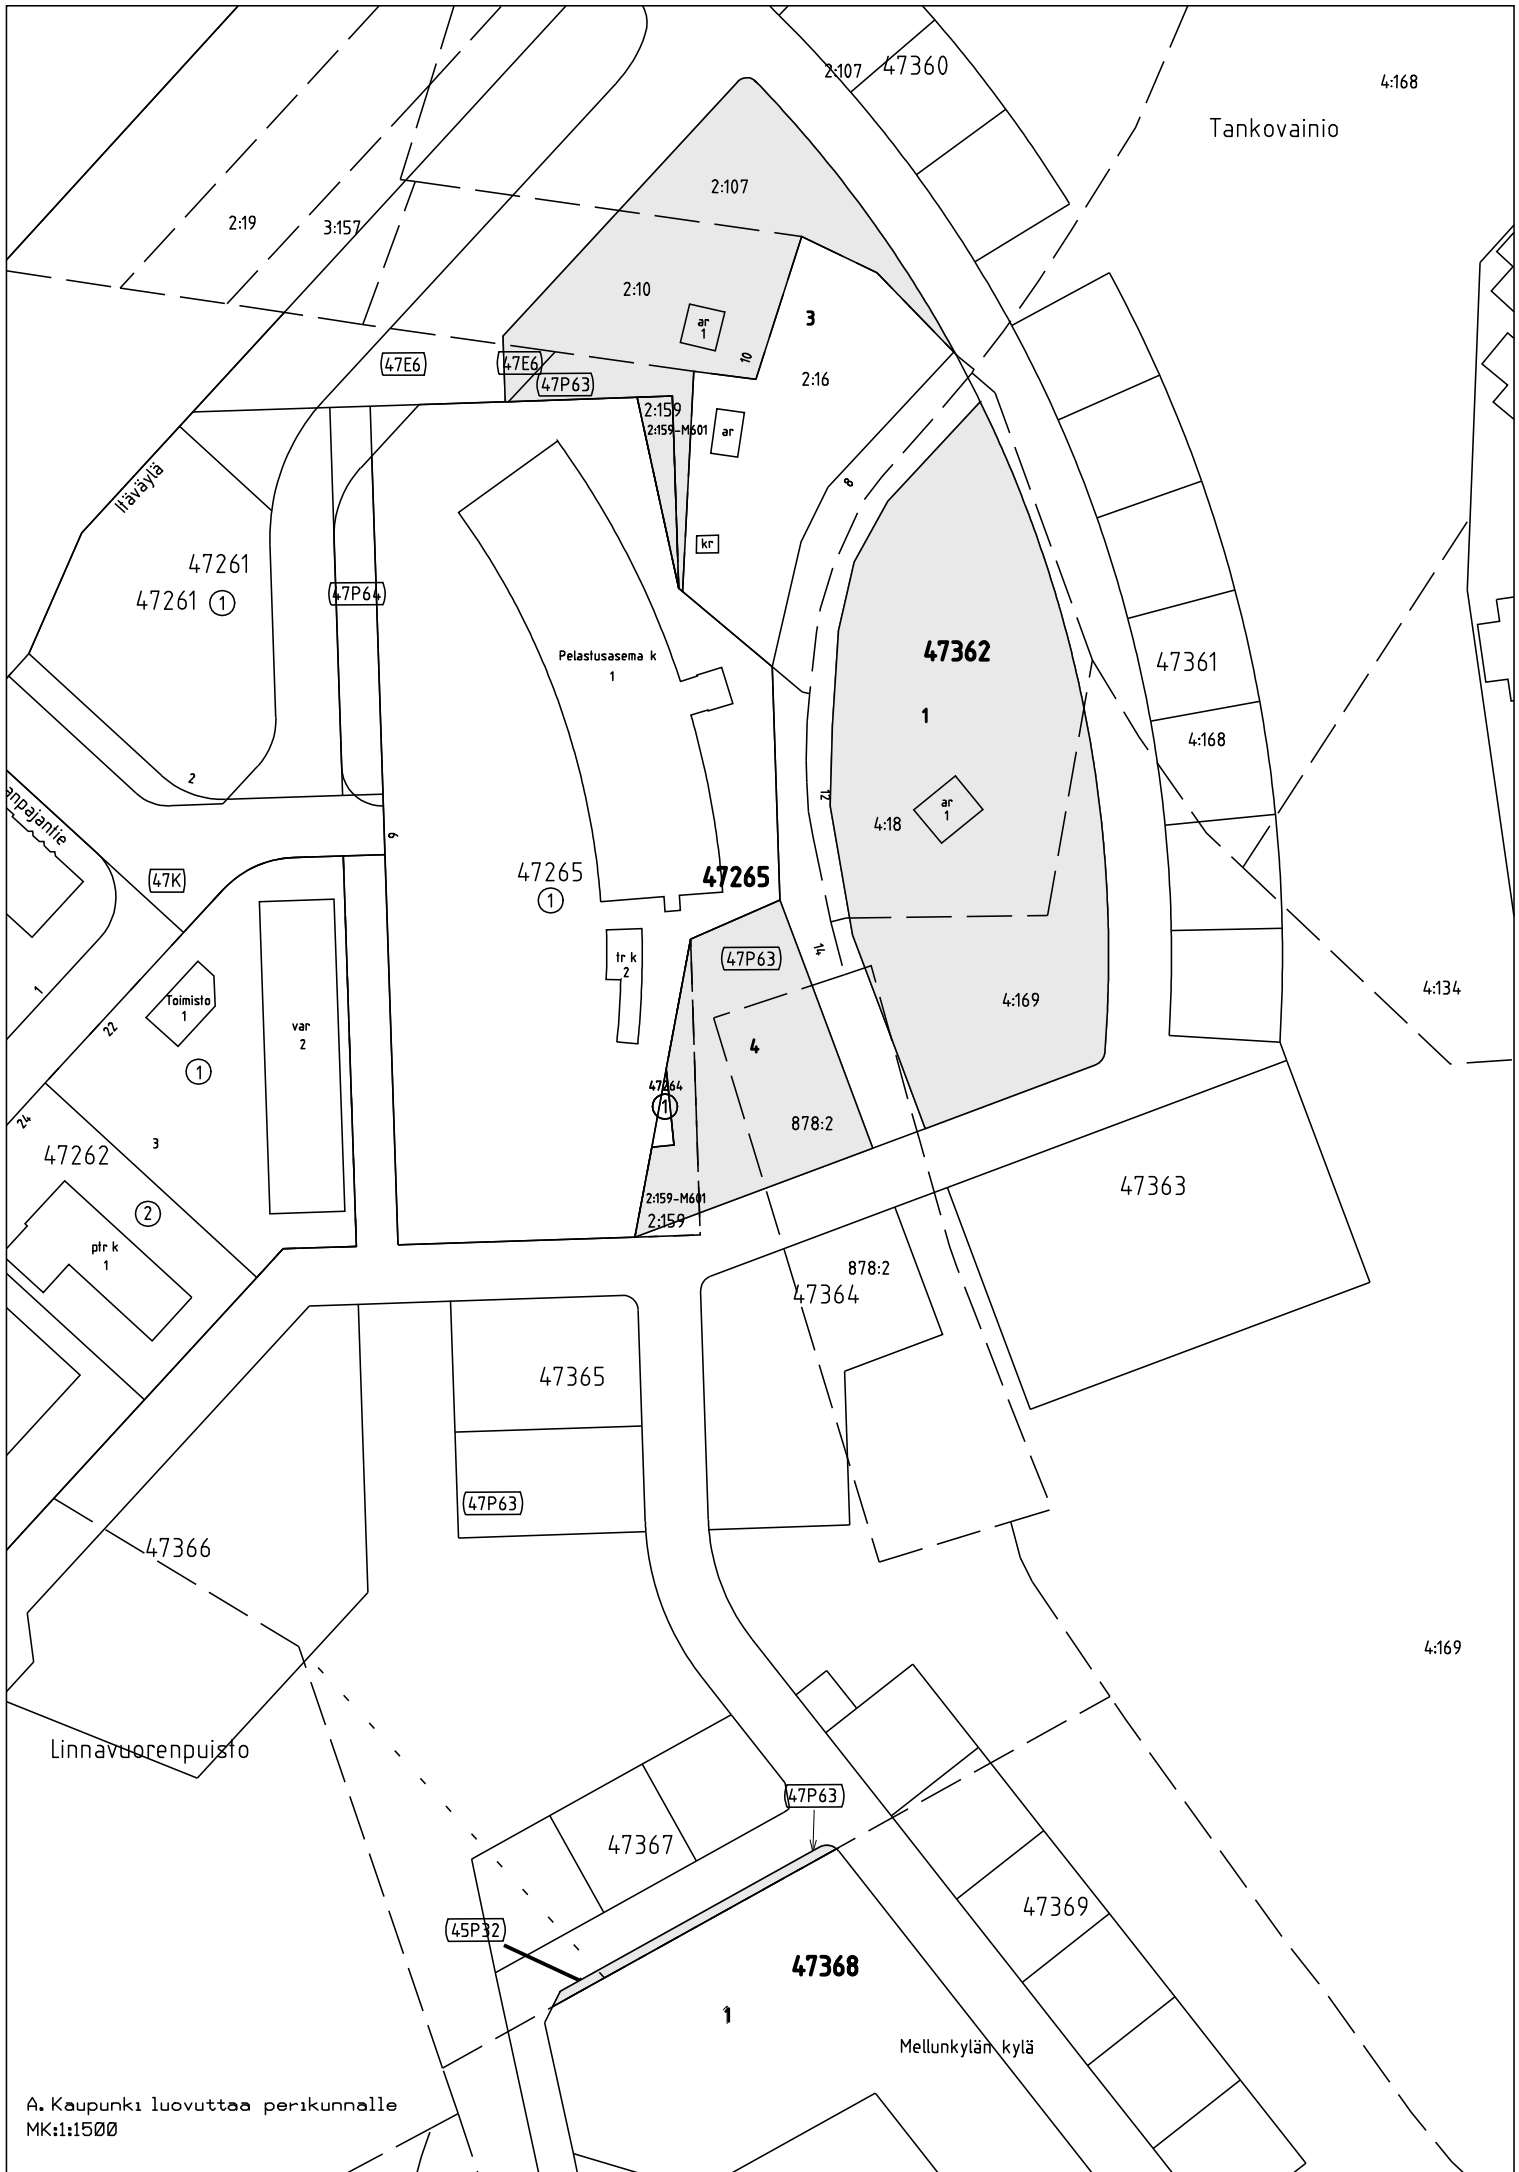 2:107
47360
4:168
Tankovainio
2:107
2:19
3:157
2:10
ar
1
3
10
47E6
47E6
47P63
2:16
2:159
2:159-M601
ar
8
Itäväylä
kr
47261
47261 1
47P64
Pelastusasema k
1
47362
47361
1
4:168
2
12
ar
1
4:18
anpajantie
6
47265
1
47265
47K
14
47P63
tr k
2
4:134
1
Toimisto
1
4:169
22
var
2
4
1
47264
1
24
878:2
3
47262
47363
2:159-M601
2:159
2
ptr k
1
878:2
47364
47365
47P63
47366
4:169
Linnavuorenpuisto
47P63
47367
47369
45P32
47368
1
Mellunkylän kylä
A. Kaupunki luovuttaa perikunnalle
MK:1:1500